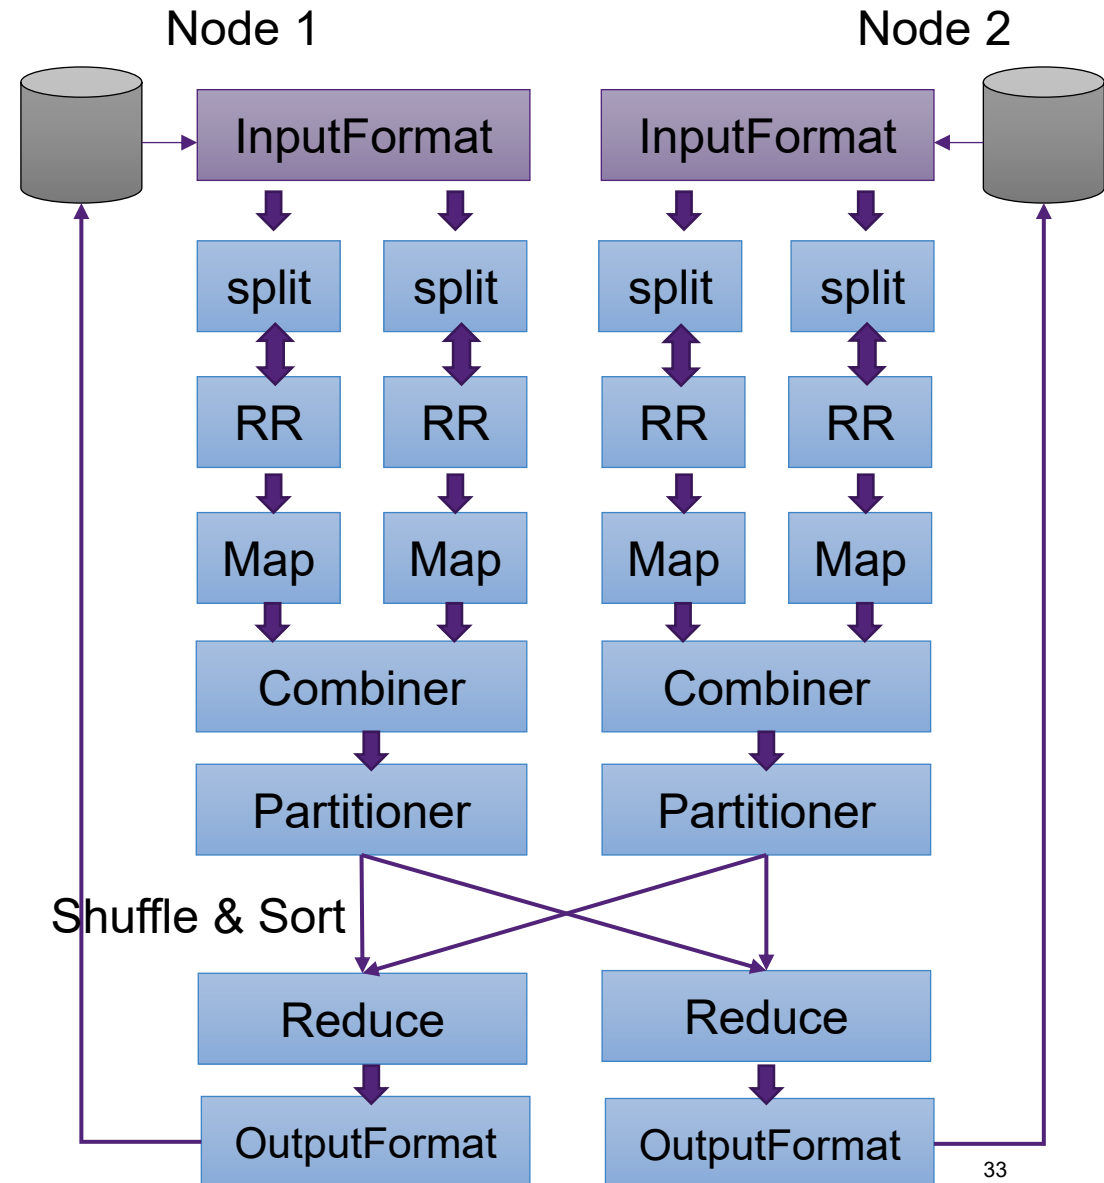 Node 1
Node 2
InputFormat
InputFormat
split
split
split
split
RR
RR
RR
RR
Map
Map
Map
Map
Combiner
Combiner
Partitioner
Partitioner
Shuffle & Sort
Reduce
Reduce
OutputFormat
OutputFormat
33